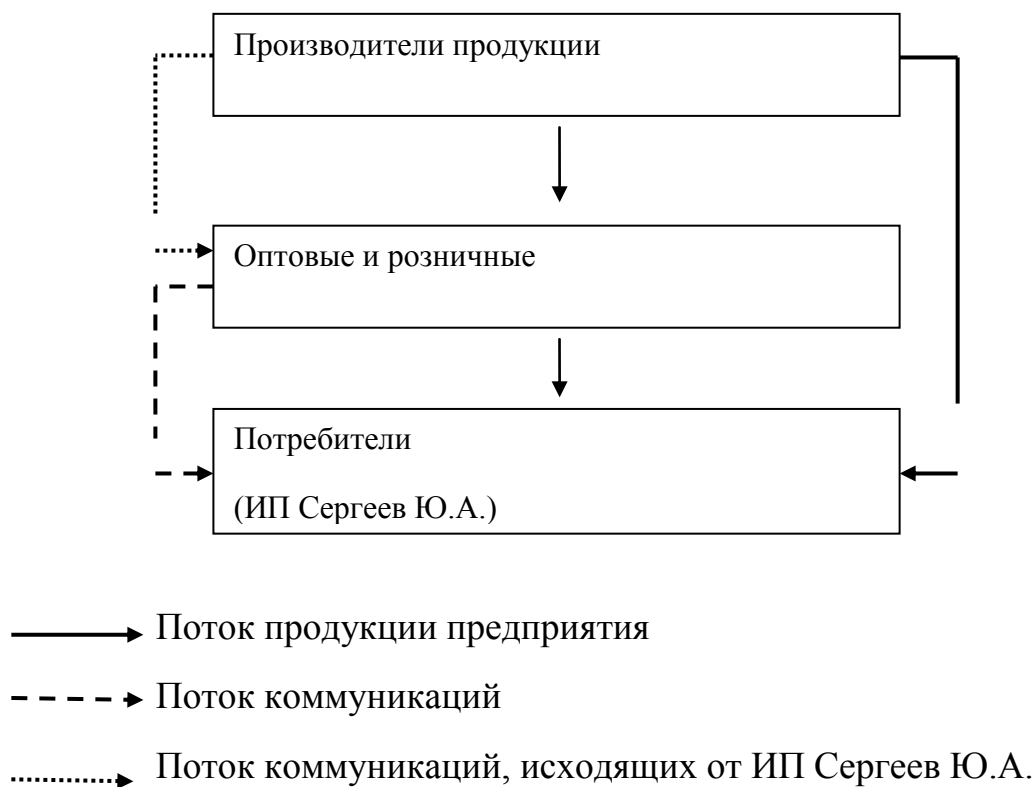 Производители продукции
Оптовые и розничные
Потребители
(ИП Сергеев Ю.А.)
Поток продукции предприятия
Поток коммуникаций
Поток коммуникаций, исходящих от ИП Сергеев Ю.А.